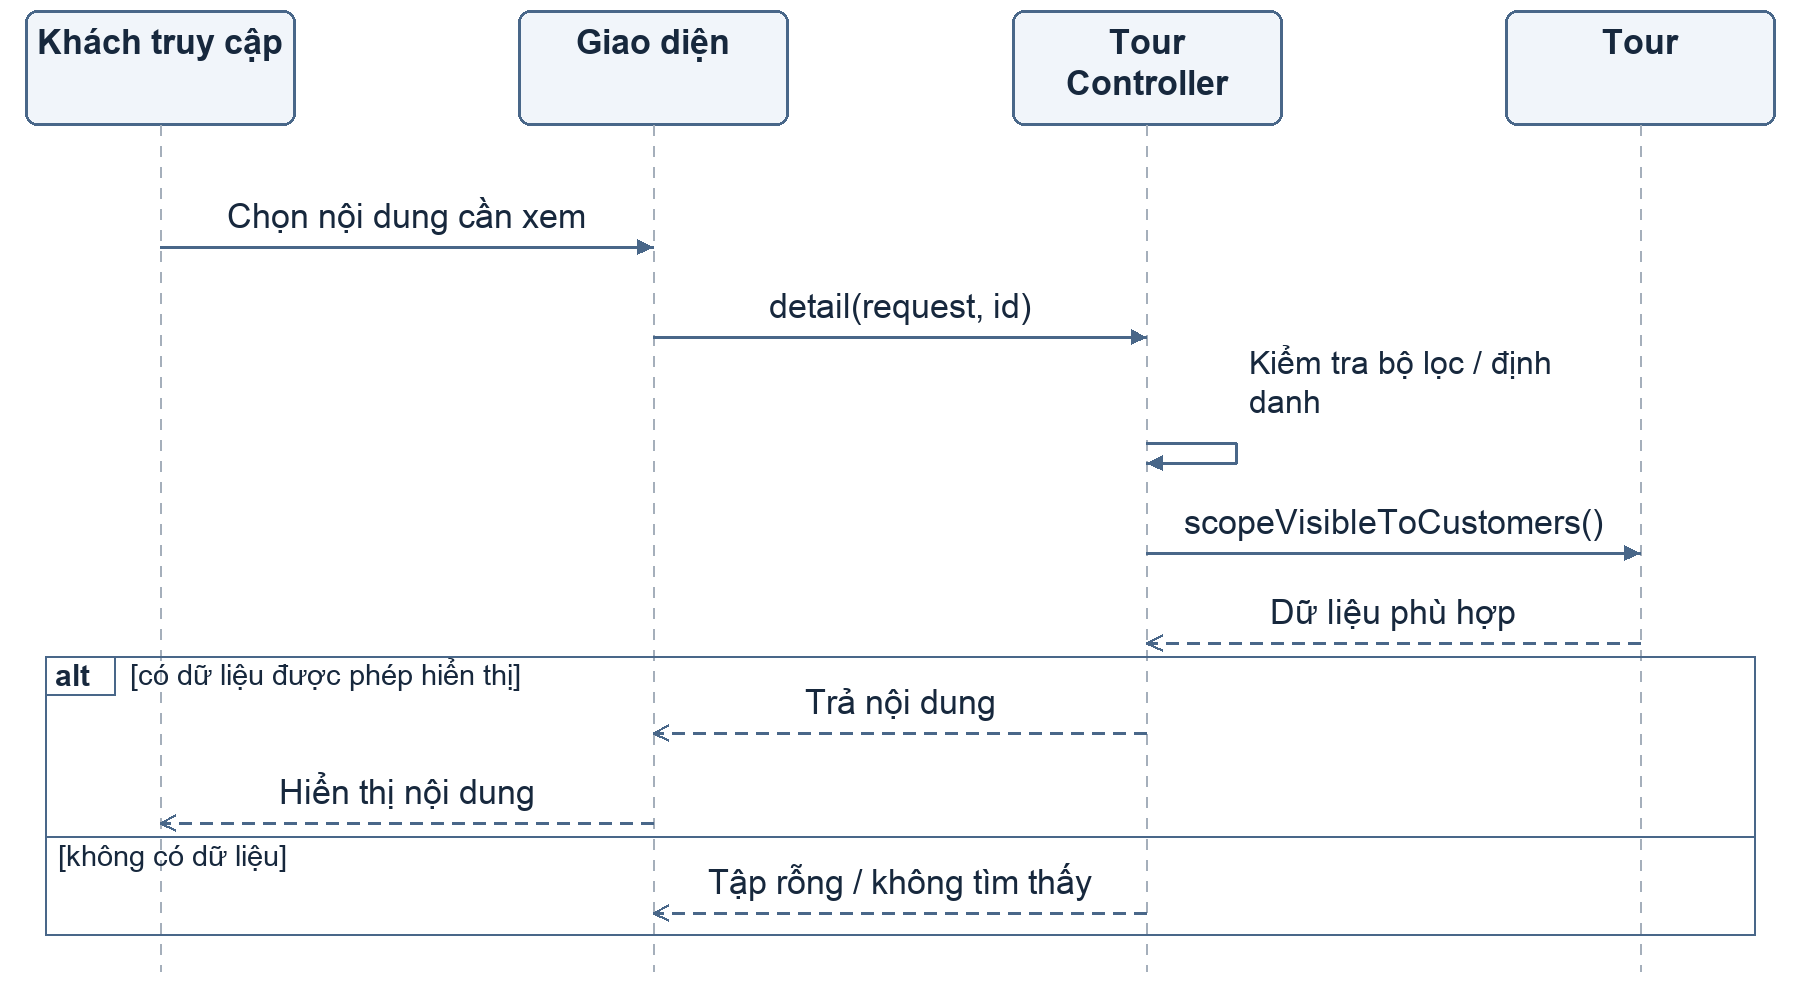 Khách truy cập
Giao diện
Tour
Controller
Tour
Chọn nội dung cần xem
detail(request, id)
Kiểm tra bộ lọc / định
danh
scopeVisibleToCustomers()
Dữ liệu phù hợp
alt [có dữ liệu được phép hiển thị]
Trả nội dung
Hiển thị nội dung
[không có dữ liệu]
Tập rỗng / không tìm thấy